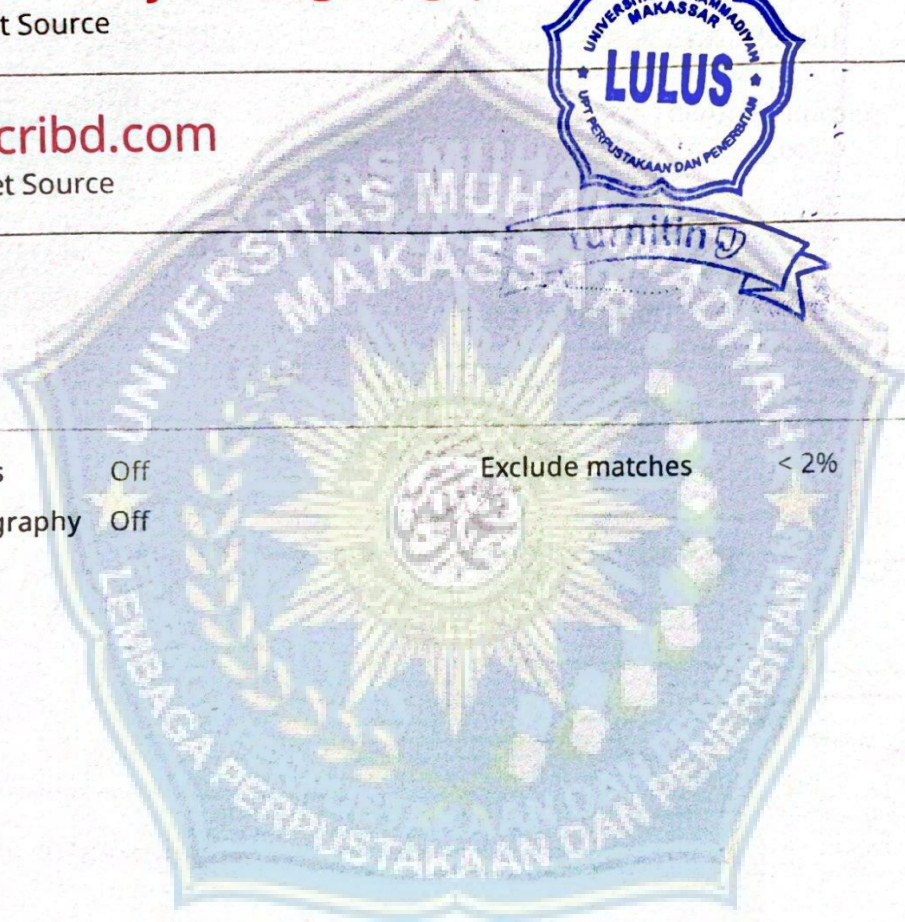 t Source
UNIVERSITAS MUHAMMADIYAH
MAKASSAR
LULUS
UPT PERPUSTAKAAN DAN PENERBITAN
cribd.com
et Source
turnitin
UNIVERSITAS MUHAMMADIYAH
MAKASSAR
s Off Exclude matches < 2%
graphy Off
LEMBAGA PERPUSTAKAAN DAN PENERBITAN